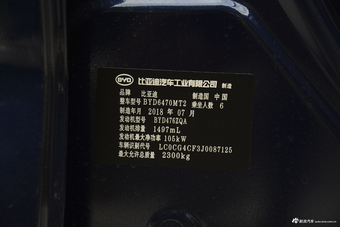 BYD 比亚迪汽车工业有限公司 制造
品牌 比亚迪 制造国 中国
整车型号 BYD6470MT2 乘坐人数 6
制造年月 2018 年 07 月
发动机型号 BYD476ZQA
发动机排量 1497mL
发动机最大净功率 105kW
车辆识别代号 LC0CG4CF3J0087125
最大允许总质量 2300kg